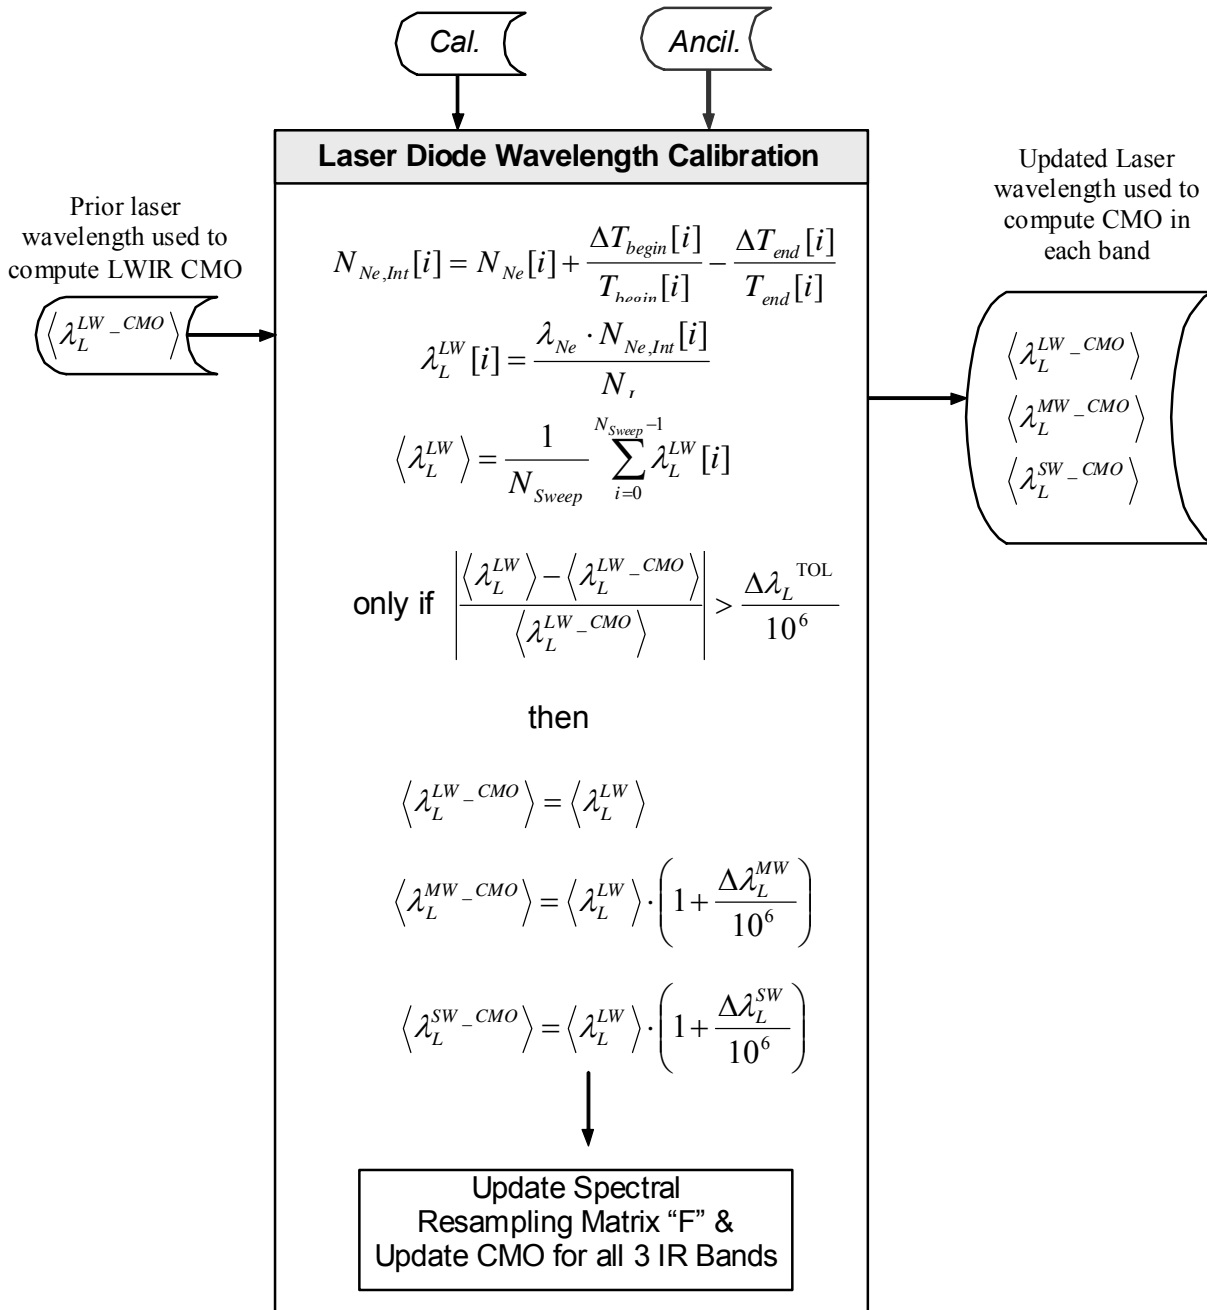 Cal.
Ancil.
Laser Diode Wavelength Calibration
Prior laser
wavelength used to
compute LWIR CMO
⟨λ_L^{LW_CMO}⟩
N_{Ne,Int}[i] = N_{Ne}[i] + ΔT_{begin}[i] / T_{begin}[i] − ΔT_{end}[i] / T_{end}[i]
λ_L^{LW}[i] = λ_{Ne} · N_{Ne,Int}[i] / N
⟨λ_L^{LW}⟩ = 1 / N_{Sweep} ∑_{i=0}^{N_{Sweep}−1} λ_L^{LW}[i]
only if |(⟨λ_L^{LW}⟩ − ⟨λ_L^{LW_CMO}⟩) / ⟨λ_L^{LW_CMO}⟩| > Δλ_L^{TOL} / 10^6
then
⟨λ_L^{LW_CMO}⟩ = ⟨λ_L^{LW}⟩
⟨λ_L^{MW_CMO}⟩ = ⟨λ_L^{LW}⟩ · (1 + Δλ_L^{MW} / 10^6)
⟨λ_L^{SW_CMO}⟩ = ⟨λ_L^{LW}⟩ · (1 + Δλ_L^{SW} / 10^6)
Update Spectral
Resampling Matrix “F” &
Update CMO for all 3 IR Bands
Updated Laser
wavelength used to
compute CMO in
each band
⟨λ_L^{LW_CMO}⟩
⟨λ_L^{MW_CMO}⟩
⟨λ_L^{SW_CMO}⟩